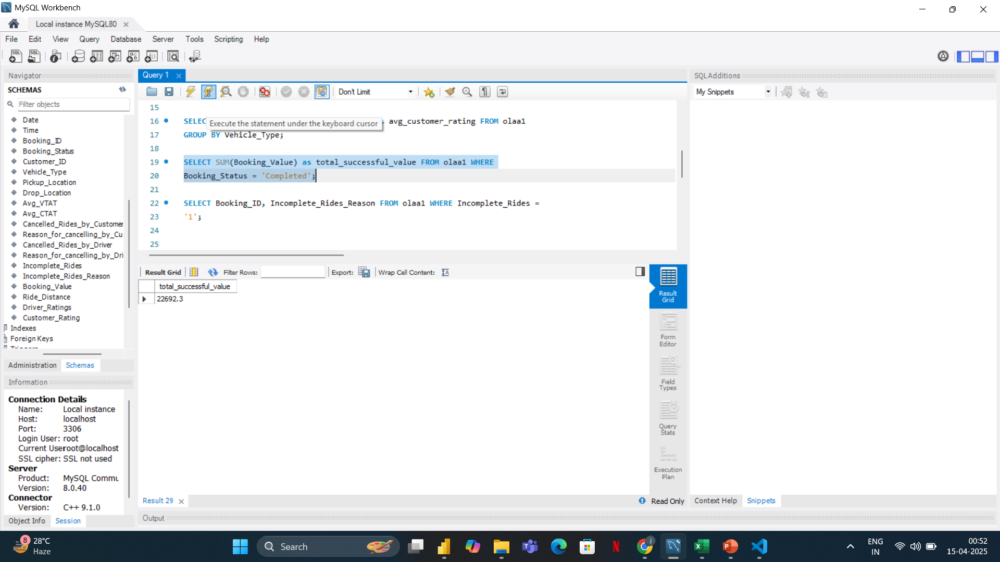 MySQL Workbench
Local instance MySQL80
File Edit View Query Database Server Tools Scripting Help
Navigator
SCHEMAS
Filter objects
Date
Time
Booking_ID
Booking_Status
Customer_ID
Vehicle_Type
Pickup_Location
Drop_Location
Avg_VTAT
Avg_CTAT
Cancelled_Rides_by_Customer
Reason_for_cancelling_by_Cu
Cancelled_Rides_by_Driver
Reason_for_cancelling_by_Dri
Incomplete_Rides
Incomplete_Rides_Reason
Booking_Value
Ride_Distance
Driver_Ratings
Customer_Rating
Indexes
Foreign Keys
Administration Schemas
Information
Connection Details
Name: Local instance
Host: localhost
Port: 3306
Login User: root
Current User root@localhost
SSL cipher: SSL not used
Server
Product: MySQL Commu
Version: 8.0.40
Connector
Version: C++ 9.1.0
Object Info Session
Query 1
Don't Limit
15
16 SELEC avg_customer_rating FROM olaa1
Execute the statement under the keyboard cursor
17 GROUP BY Vehicle_Type;
18
19 SELECT SUM(Booking_Value) as total_successful_value FROM olaa1 WHERE
20 Booking_Status = 'Completed';
21
22 SELECT Booking_ID, Incomplete_Rides_Reason FROM olaa1 WHERE Incomplete_Rides =
23 '1';
24
25
Result Grid Filter Rows: Export: Wrap Cell Content:
total_successful_value
22692.3
Result Grid
Form Editor
Field Types
Query Stats
Execution Plan
Result 29
Read Only
Output
SQLAdditions
My Snippets
Context Help Snippets
8
28°C
Haze
Search
ENG
IN
00:52
15-04-2025